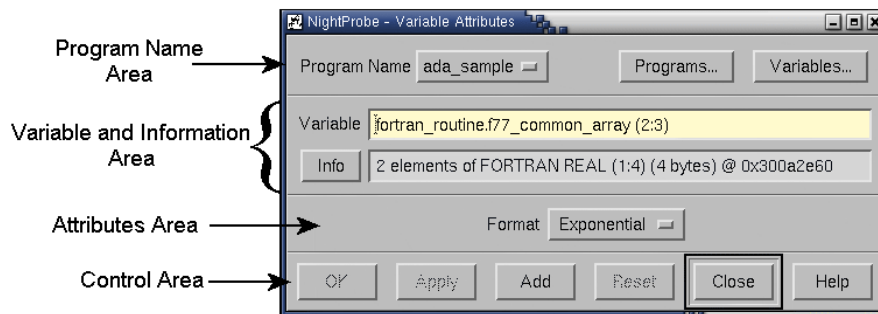 NightProbe - Variable Attributes
Program Name
Area
Program Name ada_sample Programs... Variables...
Variable and Information
Area
Variable fortran_routine.f77_common_array (2:3)
Info 2 elements of FORTRAN REAL (1:4) (4 bytes) @ 0x300a2e60
Attributes Area
Format Exponential
Control Area
OK Apply Add Reset Close Help